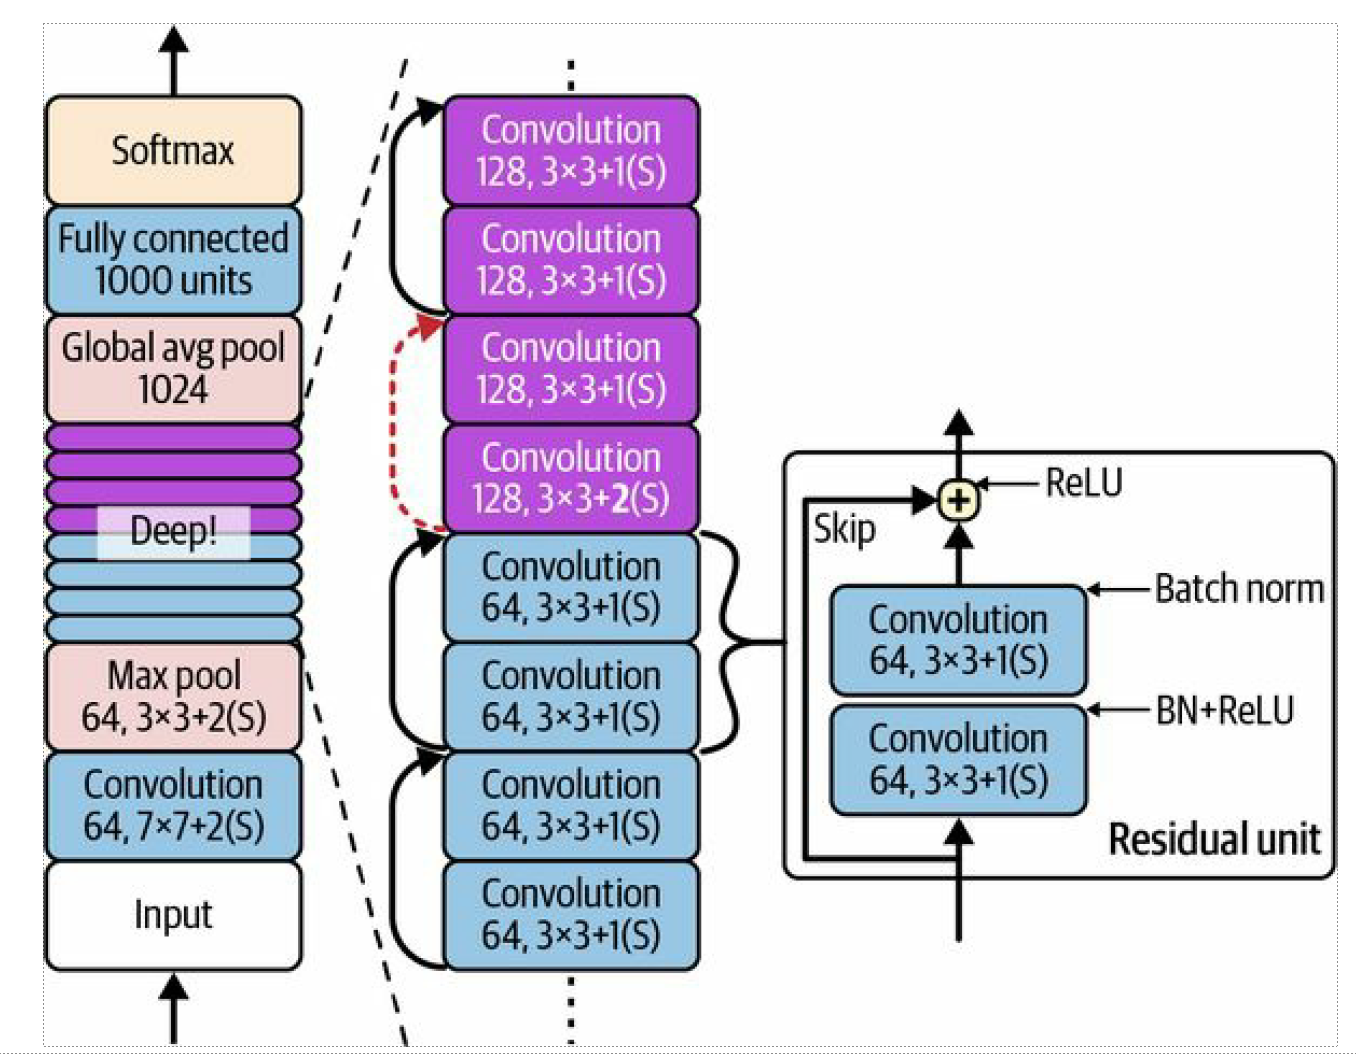 Softmax
Fully connected
1000 units
Global avg pool
1024
Deep!
Max pool
64, 3×3+2(S)
Convolution
64, 7×7+2(S)
Input
Convolution
128, 3×3+1(S)
Convolution
128, 3×3+1(S)
Convolution
128, 3×3+1(S)
Convolution
128, 3×3+2(S)
Convolution
64, 3×3+1(S)
Convolution
64, 3×3+1(S)
Convolution
64, 3×3+1(S)
Convolution
64, 3×3+1(S)
+
ReLU
Skip
Batch norm
Convolution
64, 3×3+1(S)
BN+ReLU
Convolution
64, 3×3+1(S)
Residual unit